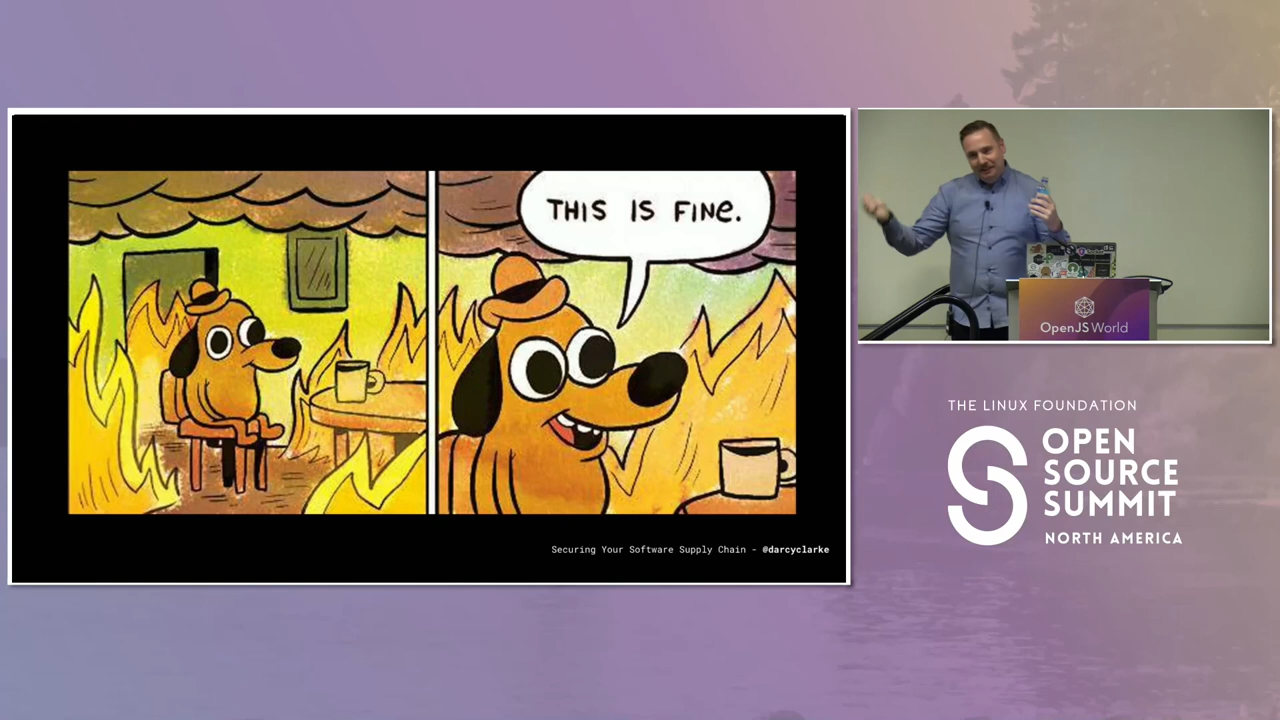 THIS IS FINE.
Securing Your Software Supply Chain - @darcyclarke
OpenJS World
THE LINUX FOUNDATION
OPEN
SOURCE
SUMMIT
NORTH AMERICA